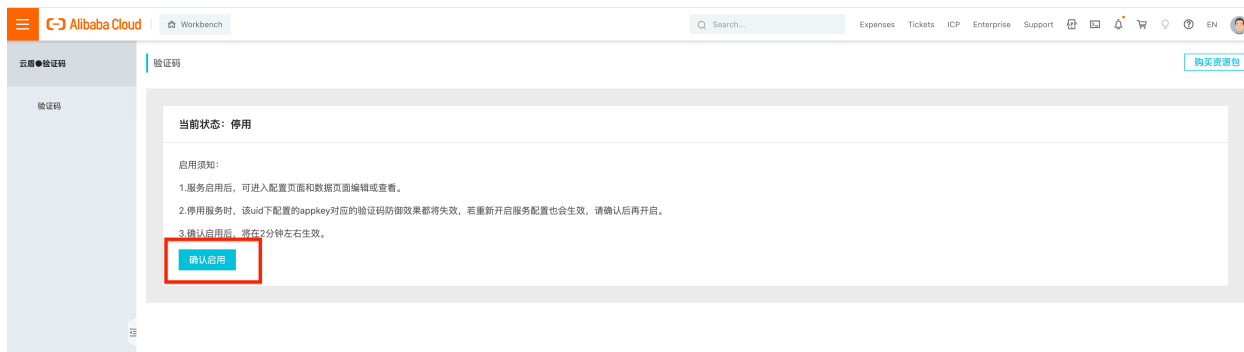 Alibaba Cloud
Workbench
Search...
Expenses Tickets ICP Enterprise Support EN
云盾●验证码
验证码
购买资源包
验证码
当前状态：停用
启用须知：
1.服务启用后，可进入配置页面和数据页面编辑或查看。
2.停用服务时，该uid下配置的appkey对应的验证码防御效果都将失效，若重新开启服务配置也会生效，请确认后再开启。
3.确认启用后，将在2分钟左右生效。
确认启用